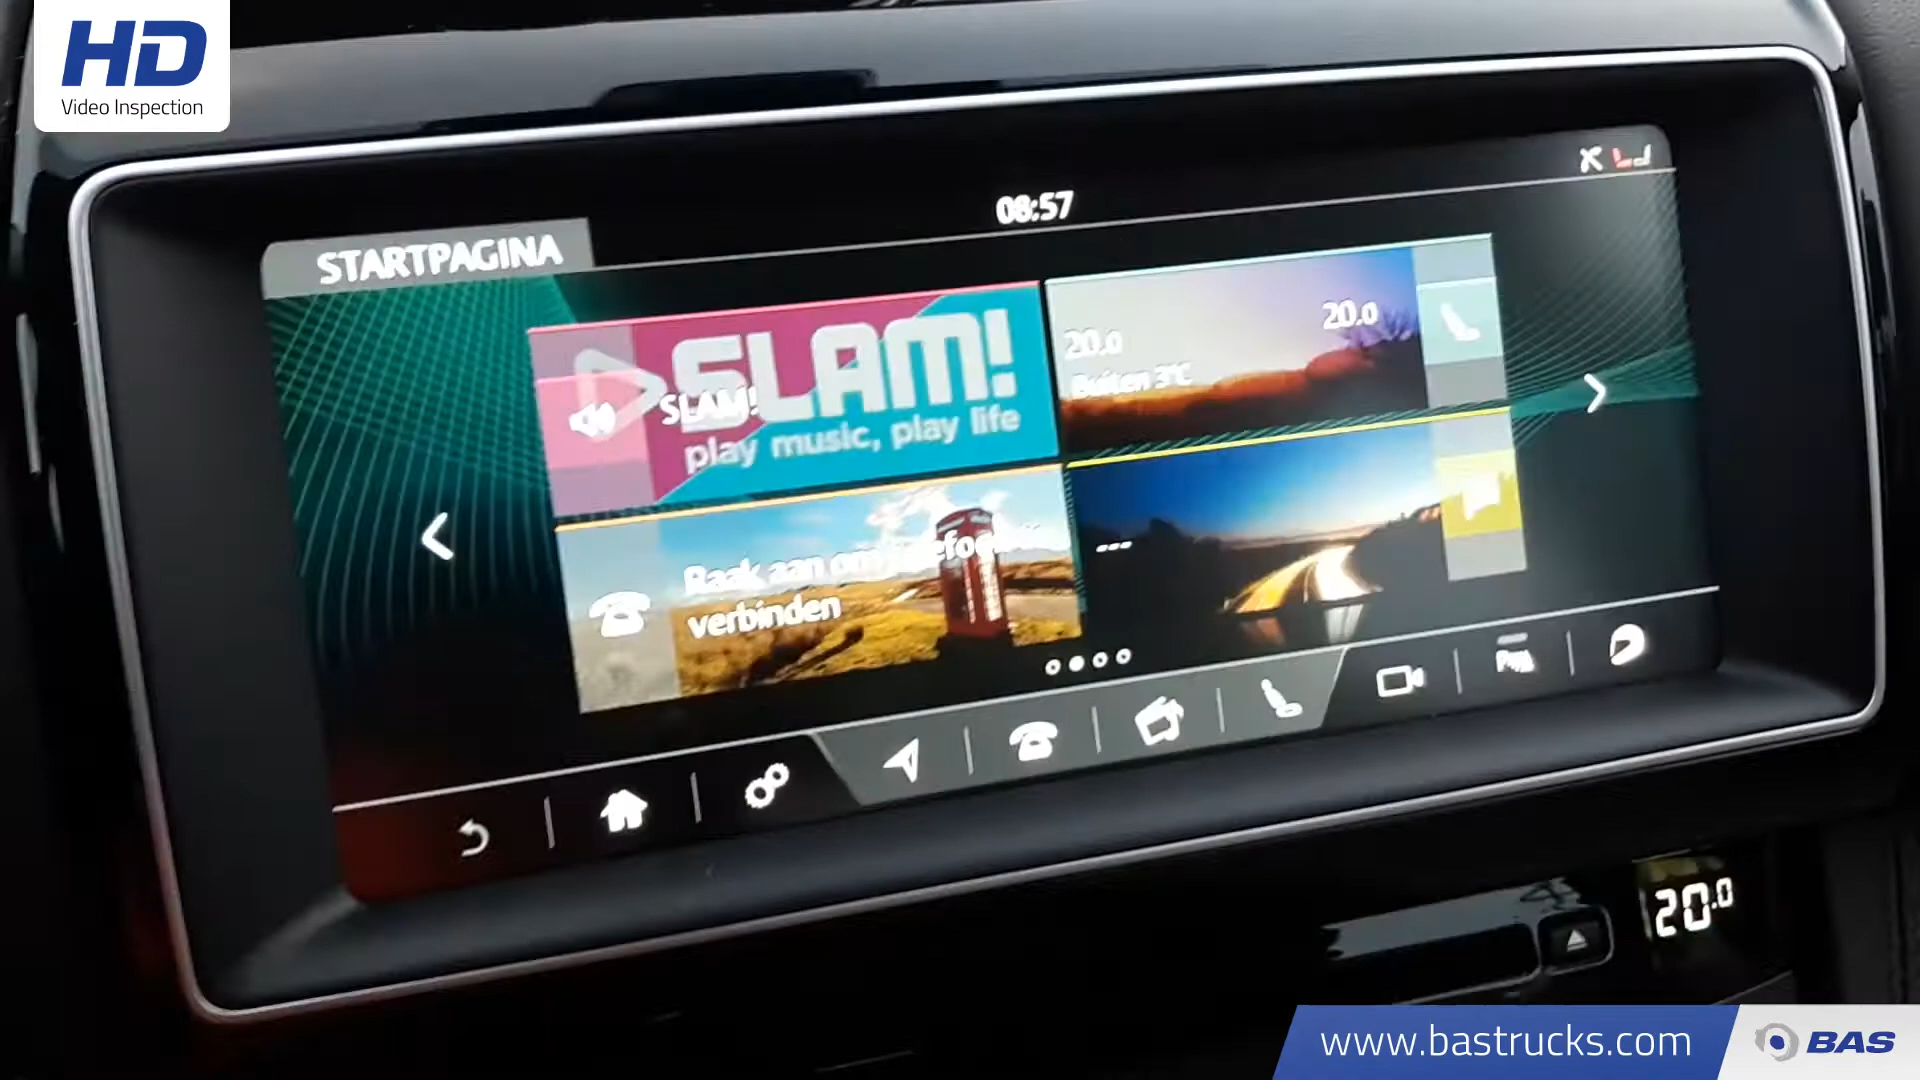 HD
Video Inspection
08:57
STARTPAGINA
SLAM!
SLAM!
play music, play life
20.0
20.0
Buiten 3°C
Raak aan om
verbinden
---
20.0
www.bastrucks.com
BAS